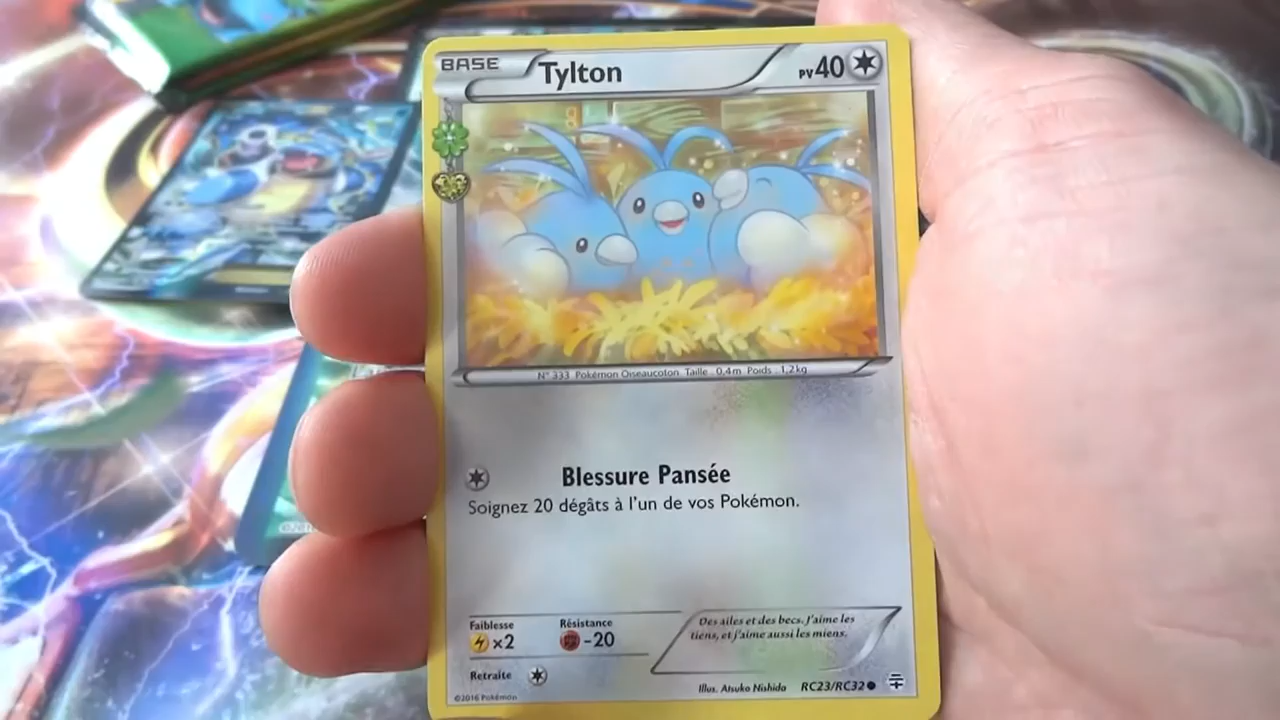 BASE Tylton PV40
N° 333 Pokémon Oiseaucoton Taille : 0,4m Poids : 1,2kg
Blessure Pansée
Soignez 20 dégâts à l'un de vos Pokémon.
Faiblesse Résistance
×2 -20
Des ailes et des becs. J'aime les
tiens, et j'aime aussi les miens.
Retraite
Illus. Atsuko Nishida RC23/RC32
©2016 Pokémon